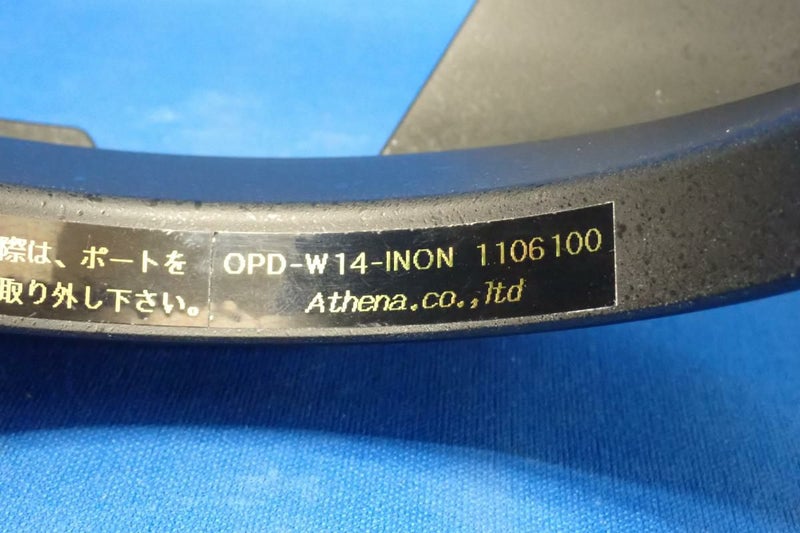 際は、ポートを
取り外し下さい。
OPD-W14-INON 1106100
Athena.co.,ltd